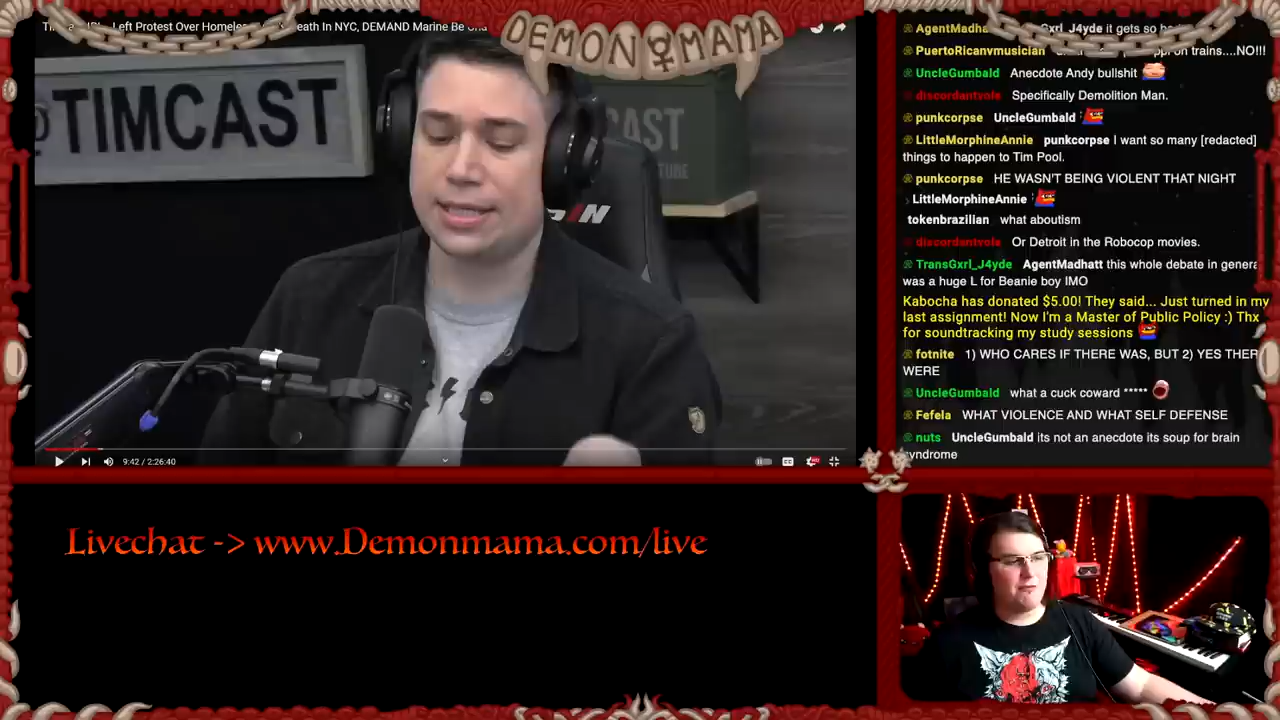 Left Protest Over
eath In NYC, DEMAND Marine Be
DEMON MAMA
@TIMCAST
CAST
9:42 / 2:26:40
AgentMadha
Gxrl_J4yde it gets so
PuertoRicanvmusician
on trains....NO!!!
UncleGumbald Anecdote Andy bullshit
discordantvole Specifically Demolition Man.
punkcorpse UncleGumbald
LittleMorphineAnnie punkcorpse I want so many [redacted]
things to happen to Tim Pool.
punkcorpse HE WASN'T BEING VIOLENT THAT NIGHT
LittleMorphineAnnie
tokenbrazilian what aboutism
discordantvole Or Detroit in the Robocop movies.
TransGxrl_J4yde AgentMadhatt this whole debate in genera
was a huge L for Beanie boy IMO
Kabocha has donated $5.00! They said... Just turned in my
last assignment! Now I'm a Master of Public Policy :) Thx
for soundtracking my study sessions
fotnite 1) WHO CARES IF THERE WAS, BUT 2) YES THER
WERE
UncleGumbald what a cuck coward *****
Fefela WHAT VIOLENCE AND WHAT SELF DEFENSE
nuts UncleGumbald its not an anecdote its soup for brain
syndrome
Livechat -> www.Demonmama.com/live